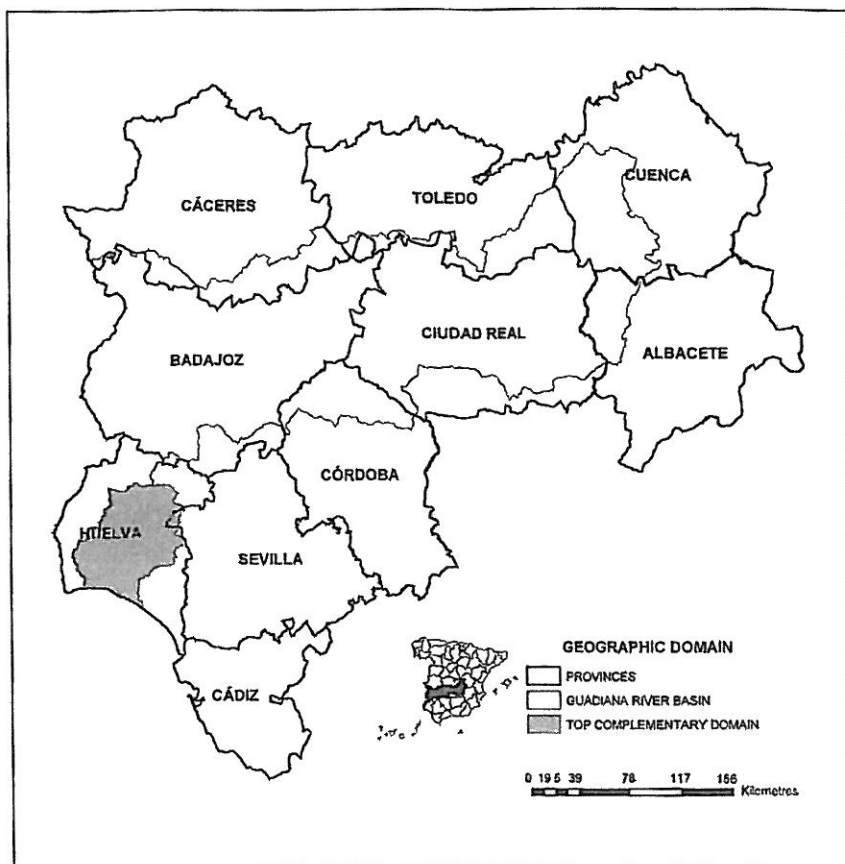 CÁCERES
TOLEDO
CUENCA
BADAJOZ
CIUDAD REAL
ALBACETE
CÓRDOBA
HUELVA
SEVILLA
CÁDIZ
GEOGRAPHIC DOMAIN
PROVINCES
GUADIANA RIVER BASIN
TOP COMPLEMENTARY DOMAIN
0 19 5 39 78 117 156
Kilometres